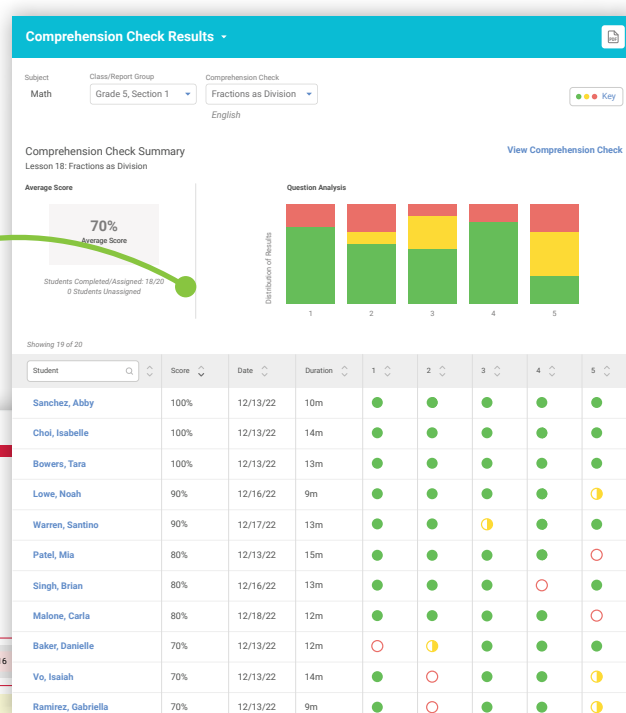 Comprehension Check Results
PDF
Subject
Class/Report Group
Comprehension Check
Math
Grade 5, Section 1
Fractions as Division
English
Key
Comprehension Check Summary
View Comprehension Check
Lesson 18: Fractions as Division
Average Score
Question Analysis
70%
Average Score
Students Completed/Assigned: 18/20
0 Students Unassigned
Distribution of Results
1 2 3 4 5
Showing 19 of 20
Student Score Date Duration 1 2 3 4 5
Sanchez, Abby 100% 12/13/22 10m
Choi, Isabelle 100% 12/13/22 14m
Bowers, Tara 100% 12/13/22 13m
Lowe, Noah 90% 12/16/22 9m
Warren, Santino 90% 12/17/22 13m
Patel, Mia 80% 12/13/22 15m
Singh, Brian 80% 12/16/22 13m
Malone, Carla 80% 12/18/22 12m
Baker, Danielle 70% 12/13/22 12m
Vo, Isaiah 70% 12/13/22 14m
Ramirez, Gabriella 70% 12/13/22 9m